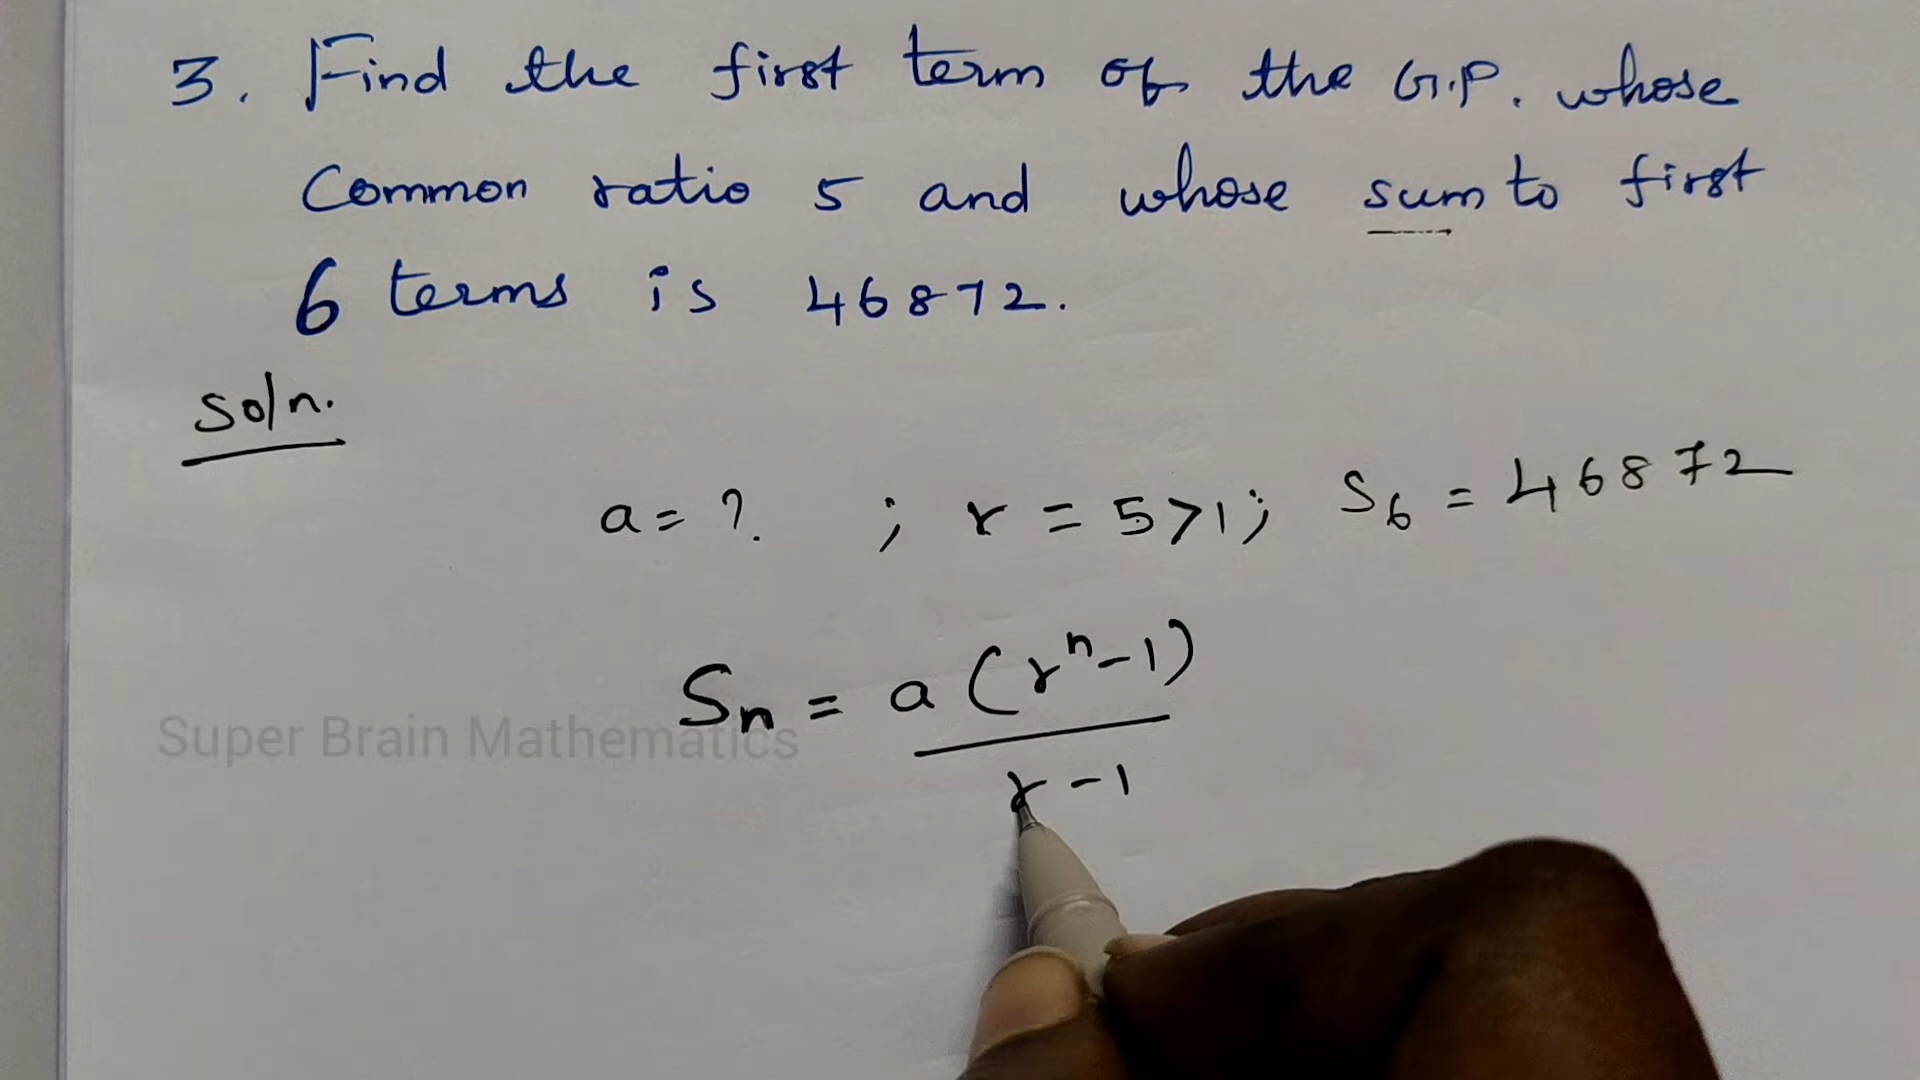 3. Find the first term of the G.P. whose
Common ratio 5 and whose sum to first
6 terms is 46872.
Soln.
a = ? ; r = 5 > 1 ; S₆ = 46872
Sₙ = a (rⁿ - 1)
r - 1
Super Brain Mathematics